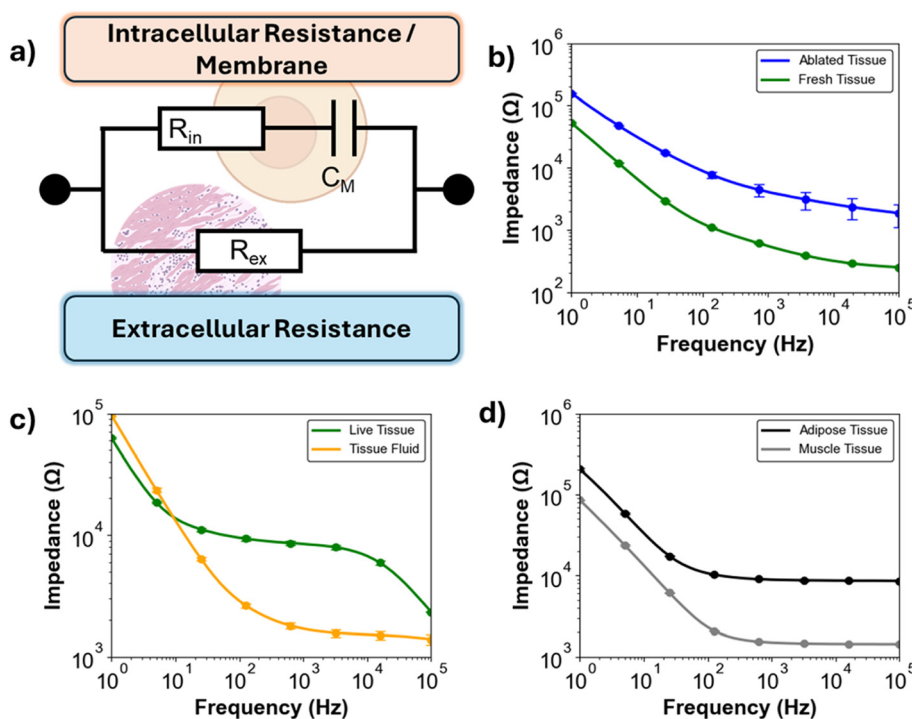 a)
Intracellular Resistance /
Membrane
R_in
C_M
R_ex
Extracellular Resistance
b)
Impedance (Ω)
10^6
10^5
10^4
10^3
10^2
Ablated Tissue
Fresh Tissue
10^0 10^1 10^2 10^3 10^4 10^5
Frequency (Hz)
c)
Impedance (Ω)
10^5
10^4
10^3
Live Tissue
Tissue Fluid
10^0 10^1 10^2 10^3 10^4 10^5
Frequency (Hz)
d)
Impedance (Ω)
10^6
10^5
10^4
10^3
Adipose Tissue
Muscle Tissue
10^0 10^1 10^2 10^3 10^4 10^5
Frequency (Hz)